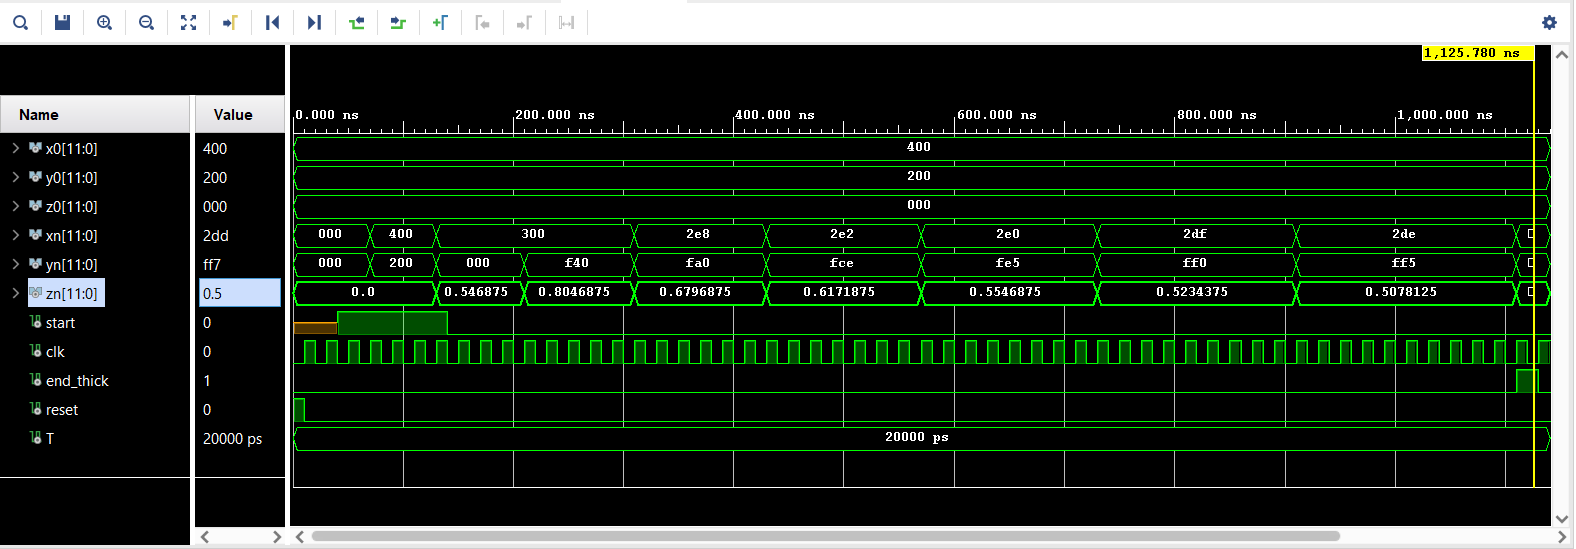 1,125.780 ns
Name Value 0.000 ns 200.000 ns 400.000 ns 600.000 ns 800.000 ns 1,000.000 ns
x0[11:0] 400 400
y0[11:0] 200 200
z0[11:0] 000 000
xn[11:0] 2dd 000 400 300 2e8 2e2 2e0 2df 2de
yn[11:0] ff7 000 200 000 f40 fa0 fce fe5 ff0 ff5
zn[11:0] 0.5 0.0 0.546875 0.8046875 0.6796875 0.6171875 0.5546875 0.5234375 0.5078125
start 0
clk 0
end_thick 1
reset 0
T 20000 ps 20000 ps